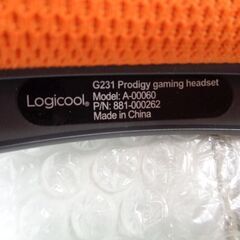 Logicool
G231 Prodigy gaming headset
Model: A-00060
P/N: 881-000262
Made in China